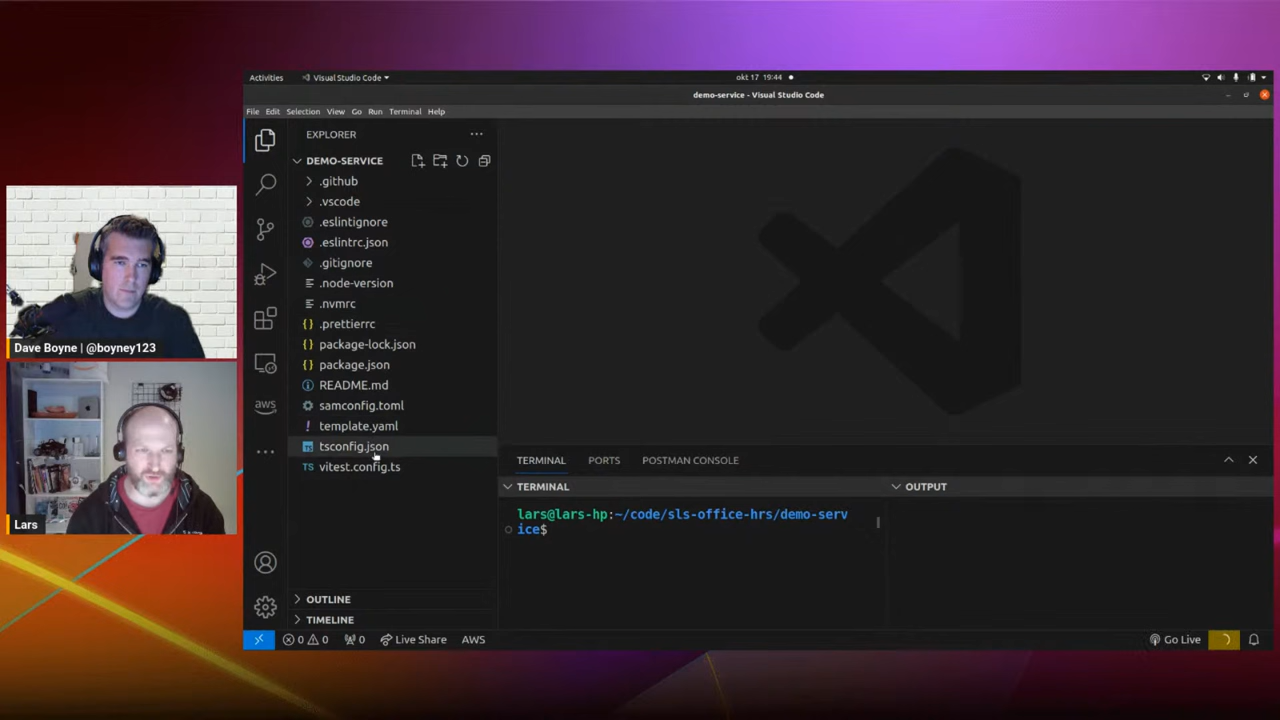 Activities
Visual Studio Code
okt 17 19:44
demo-service - Visual Studio Code
File Edit Selection View Go Run Terminal Help
EXPLORER
DEMO-SERVICE
.github
.vscode
.eslintignore
.eslintrc.json
.gitignore
.node-version
.nvmrc
.prettierrc
package-lock.json
package.json
README.md
samconfig.toml
template.yaml
tsconfig.json
vitest.config.ts
OUTLINE
TIMELINE
aws
TERMINAL PORTS POSTMAN CONSOLE
TERMINAL
OUTPUT
lars@lars-hp:~/code/sls-office-hrs/demo-serv
ice$
0 0 0 Live Share AWS
Go Live
Dave Boyne | @boyney123
Lars